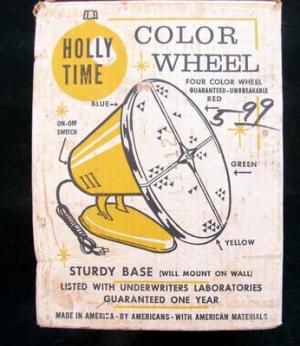 HOLLY
TIME
COLOR
WHEEL
FOUR COLOR WHEEL
GUARANTEED-UNBREAKABLE
RED
5 99
BLUE
ON-OFF
SWITCH
GREEN
YELLOW
STURDY BASE (WILL MOUNT ON WALL)
LISTED WITH UNDERWRITERS LABORATORIES
GUARANTEED ONE YEAR
MADE IN AMERICA - BY AMERICANS - WITH AMERICAN MATERIALS